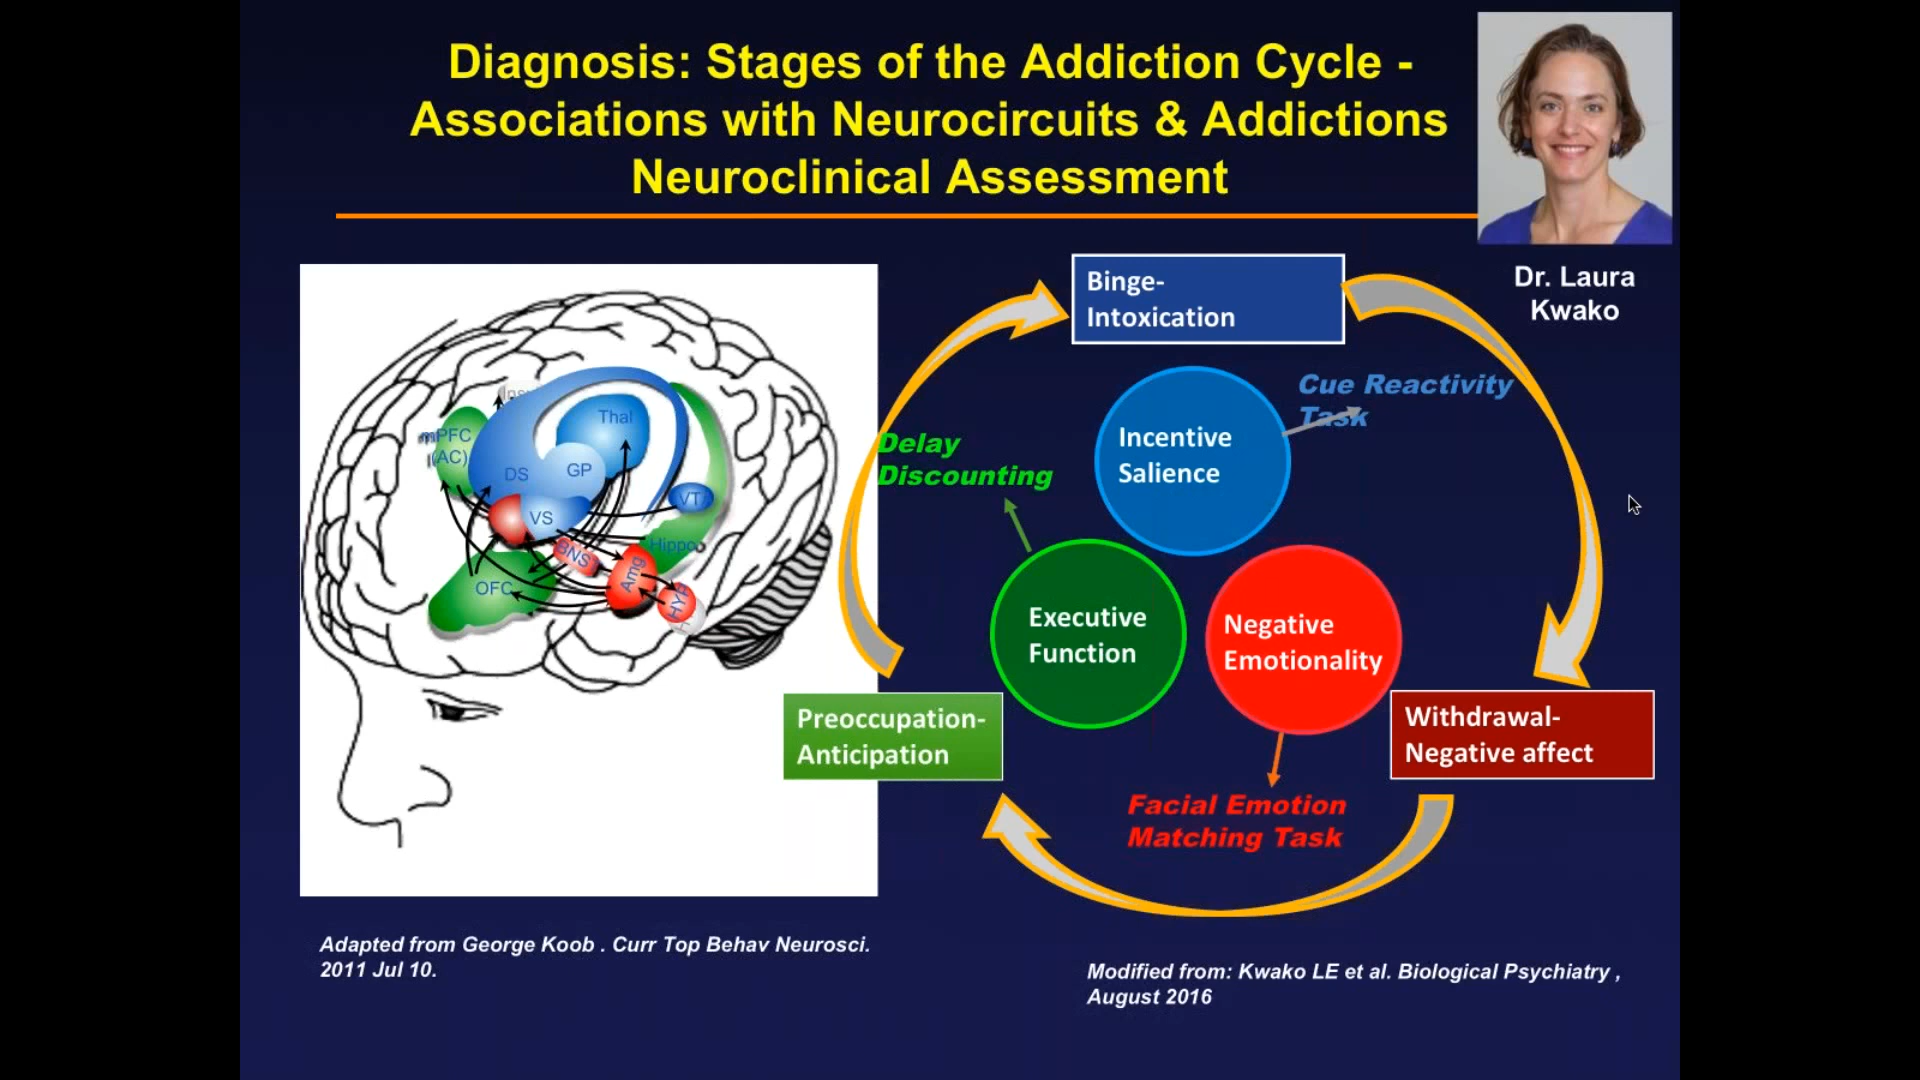 Diagnosis: Stages of the Addiction Cycle -
Associations with Neurocircuits & Addictions
Neuroclinical Assessment
Dr. Laura
Kwako
Binge-
Intoxication
Cue Reactivity
Task
Incentive
Salience
Delay
Discounting
Executive
Function
Negative
Emotionality
Preoccupation-
Anticipation
Withdrawal-
Negative affect
Facial Emotion
Matching Task
Thal
mPFC
(AC)
DS
GP
VS
VT
BNS
Hippo
Amg
OFC
HYP
Adapted from George Koob . Curr Top Behav Neurosci.
2011 Jul 10.
Modified from: Kwako LE et al. Biological Psychiatry ,
August 2016